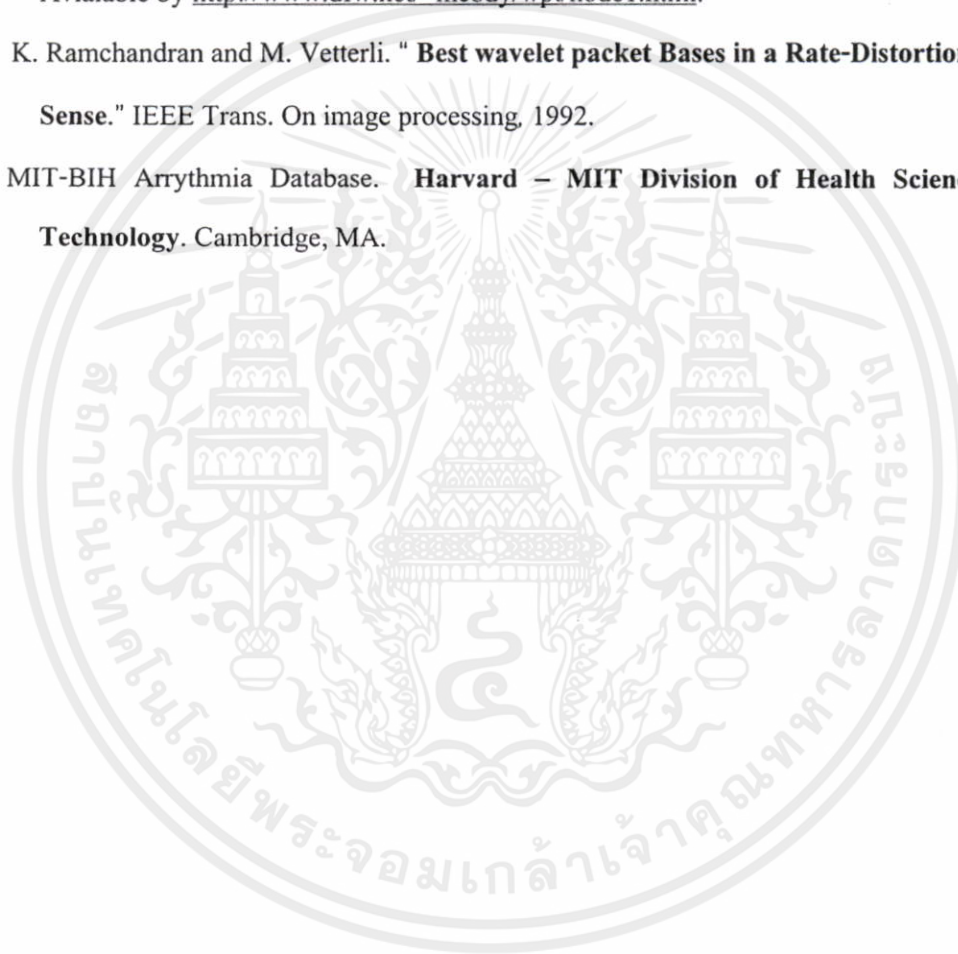 K. Ramchandran and M. Vetterli. " Best wavelet packet Bases in a Rate-Distortion
Sense." IEEE Trans. On image processing, 1992.
MIT-BIH Arrythmia Database. Harvard – MIT Division of Health Scien
Technology. Cambridge, MA.
สถาบันเทคโนโลยีพระจอมเกล้าเจ้าคุณทหารลาดกระบัง